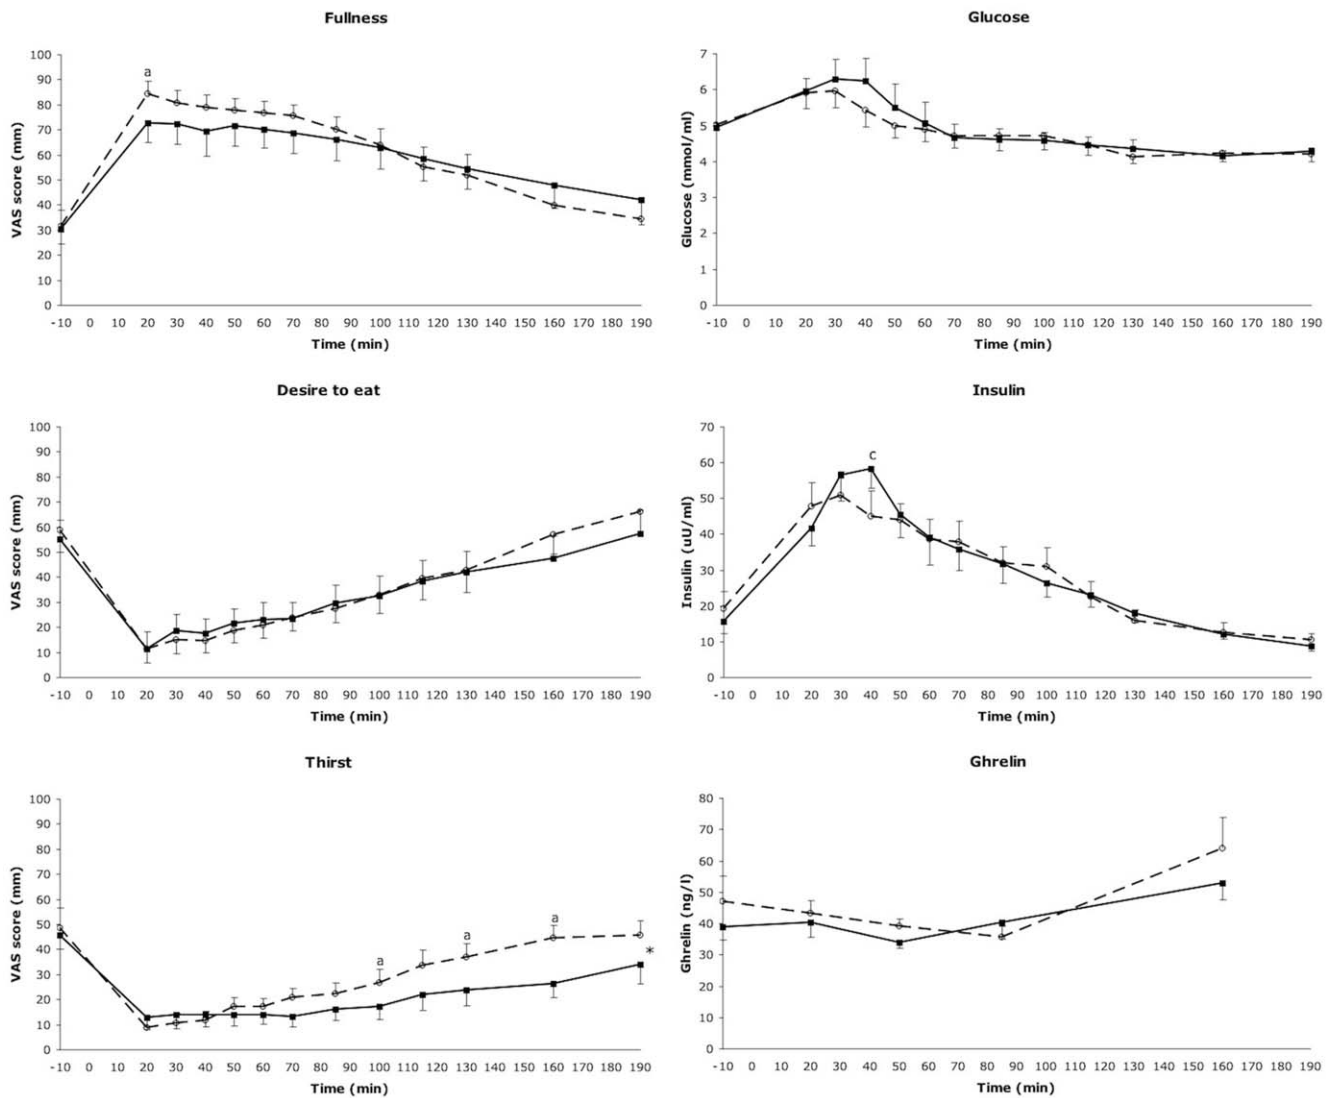 Fullness
VAS score (mm)
100
90
80
70
60
50
40
30
20
10
0
a
-10 0 10 20 30 40 50 60 70 80 90 100 110 120 130 140 150 160 170 180 190
Time (min)
Glucose
Glucose (mmol/ml)
7
6
5
4
3
2
1
0
-10 0 10 20 30 40 50 60 70 80 90 100 110 120 130 140 150 160 170 180 190
Time (min)
Desire to eat
VAS score (mm)
100
90
80
70
60
50
40
30
20
10
0
-10 0 10 20 30 40 50 60 70 80 90 100 110 120 130 140 150 160 170 180 190
Time (min)
Insulin
Insulin (uU/ml)
70
60
50
40
30
20
10
0
c
-10 0 10 20 30 40 50 60 70 80 90 100 110 120 130 140 150 160 170 180 190
Time (min)
Thirst
VAS score (mm)
100
90
80
70
60
50
40
30
20
10
0
a a a *
-10 0 10 20 30 40 50 60 70 80 90 100 110 120 130 140 150 160 170 180 190
Time (min)
Ghrelin
Ghrelin (ng/l)
80
70
60
50
40
30
20
10
0
-10 0 10 20 30 40 50 60 70 80 90 100 110 120 130 140 150 160 170 180 190
Time (min)